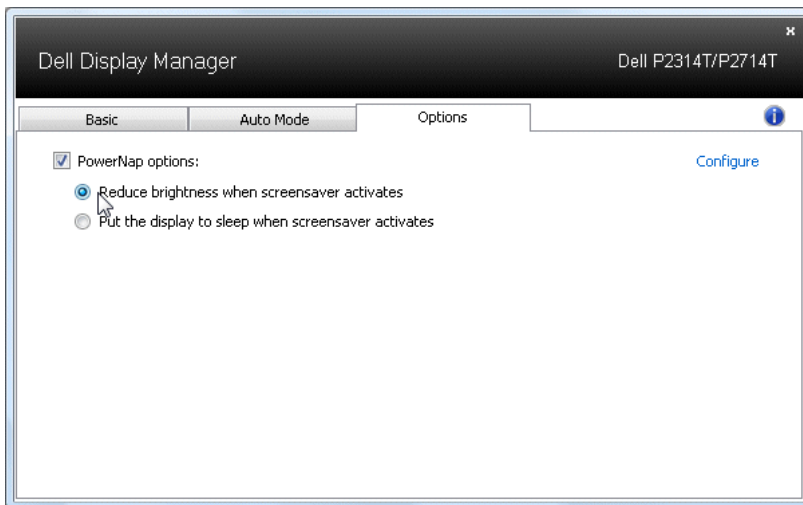 x
Dell Display Manager Dell P2314T/P2714T
Basic Auto Mode Options i
PowerNap options: Configure
Reduce brightness when screensaver activates
Put the display to sleep when screensaver activates